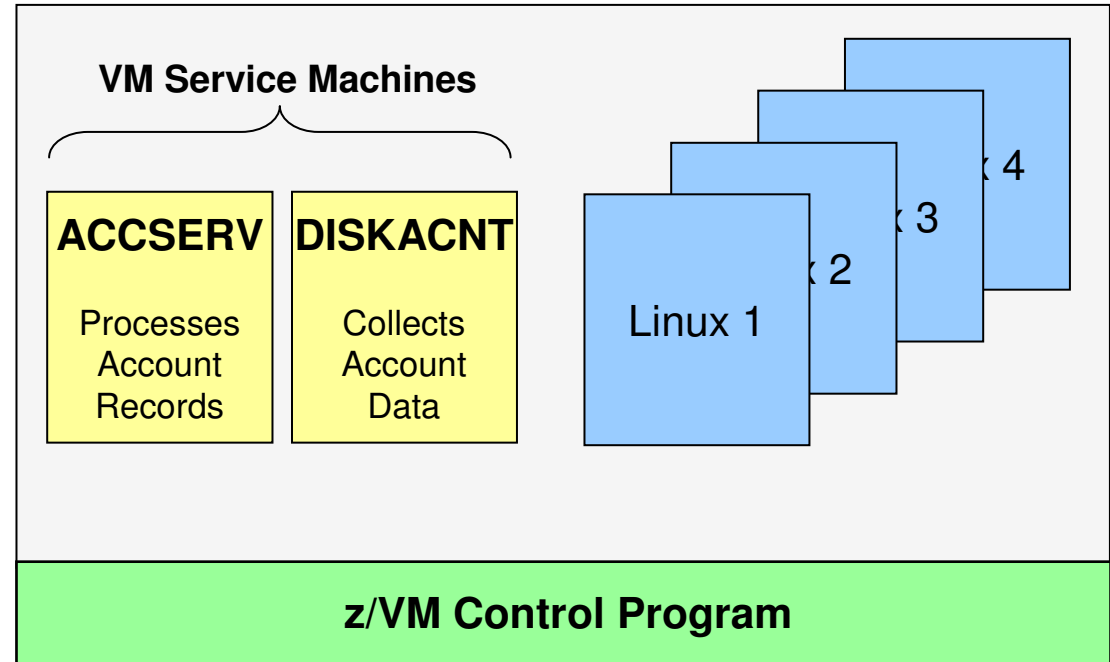 VM Service Machines
ACCSERV
Processes
Account
Records
DISKACNT
Collects
Account
Data
Linux 1
x 2
x 3
x 4
z/VM Control Program